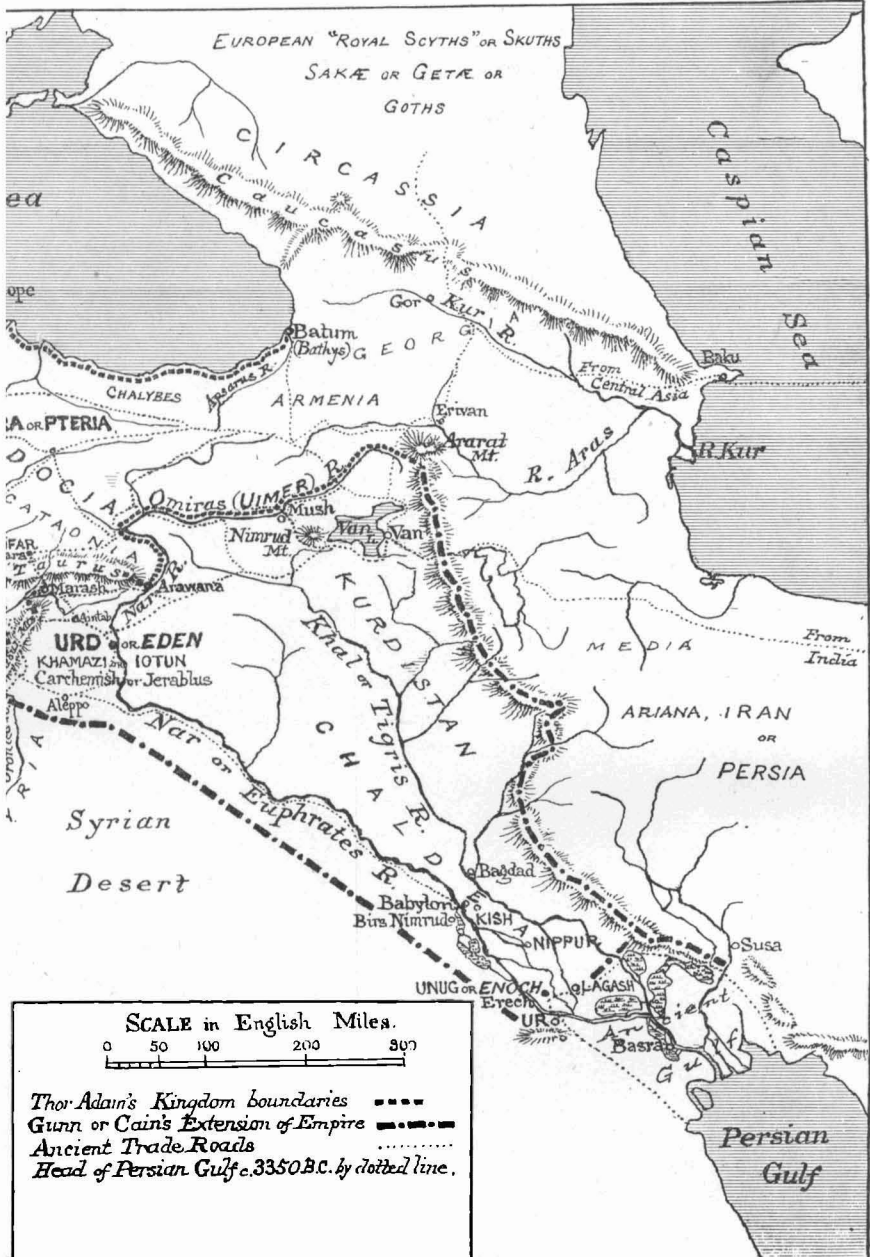 EUROPEAN "ROYAL SCYTHS" OR SKUTHS
SAKÆ OR GETÆ OR
GOTHS
CIRCASSIA
Caucasus
Caspian
Sea
ea
ope
Gor
Kur R.
Batum
(Bathys)
GEORGIA
Apsarus R.
CHALYBES
ARMENIA
From
Central Asia
Baku
Erivan
RA OR PTERIA
Ararat
Mt.
R. Aras
R. Kur
DOCIA
Omiras (UIMER) R.
Mush
Nimrud
Mt.
Van
L.
Van
CATAONIA
FAR
Taurus
Marash
Nar R.
Arawana
Aintab
URD OR EDEN
KHAMAZI and IOTUN
Carchemish or Jerablus
Aleppo
KURDISTAN
Khal or Tigris R.
MEDIA
From
India
ARIANA, IRAN
OR
PERSIA
CHALD
Nar or Euphrates R.
Syrian
Desert
Bagdad
Babylon
Birs Nimrud
KISH
NIPPUR
Susa
UNUG OR ENOCH
Erech
LAGASH
UR
Ancient
Gulf
Basra
Persian
Gulf
SCALE in English Miles.
0 50 100 200 300
Thor Adam's Kingdom boundaries
Gunn or Cain's Extension of Empire
Ancient Trade Roads
Head of Persian Gulf c. 3350 B.C. by dotted line.